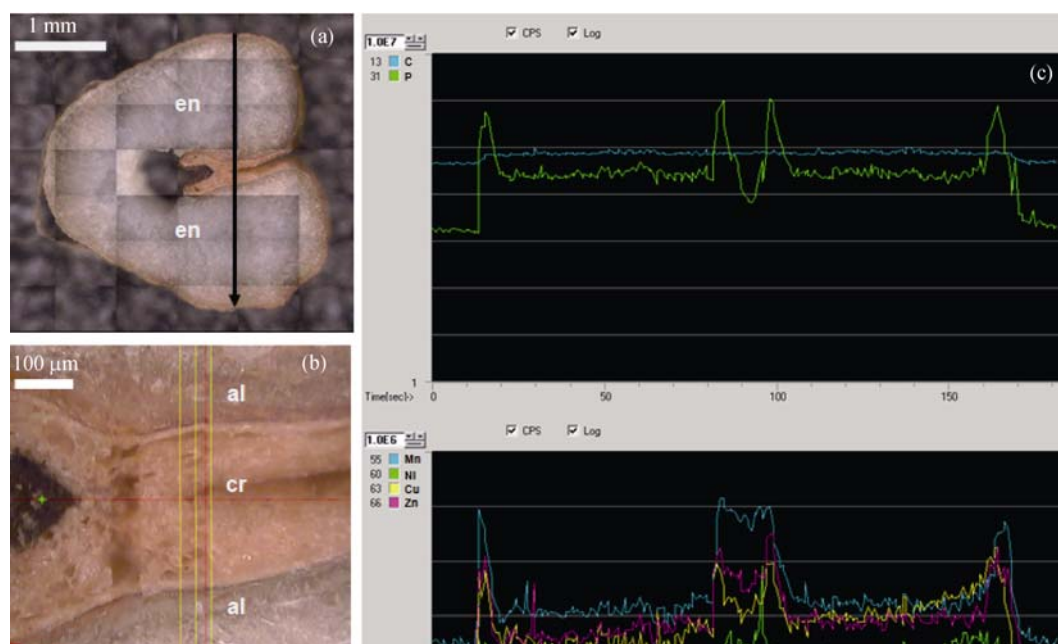 1 mm
(a)
en
en
100 μm
(b)
al
cr
al
(c)
1.0E7
CPS
Log
13 C
31 P
1
Time(sec)->
0
50
100
150
1.0E6
CPS
Log
55 Mn
60 Ni
63 Cu
66 Zn